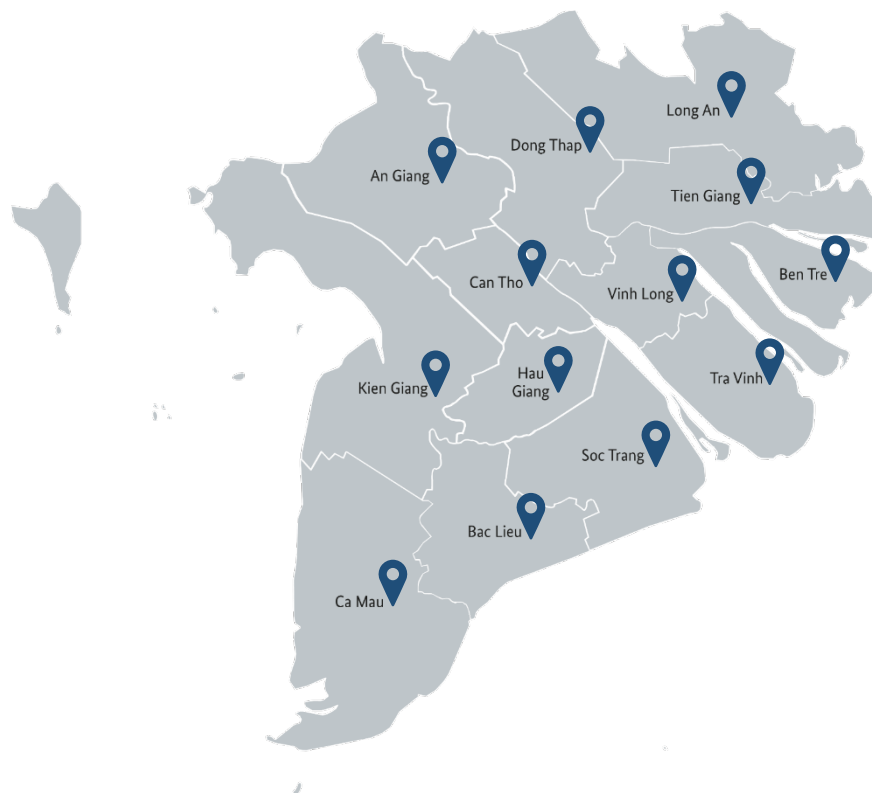 Long An
Dong Thap
An Giang
Tien Giang
Ben Tre
Can Tho
Vinh Long
Hau
Giang
Tra Vinh
Kien Giang
Soc Trang
Bac Lieu
Ca Mau